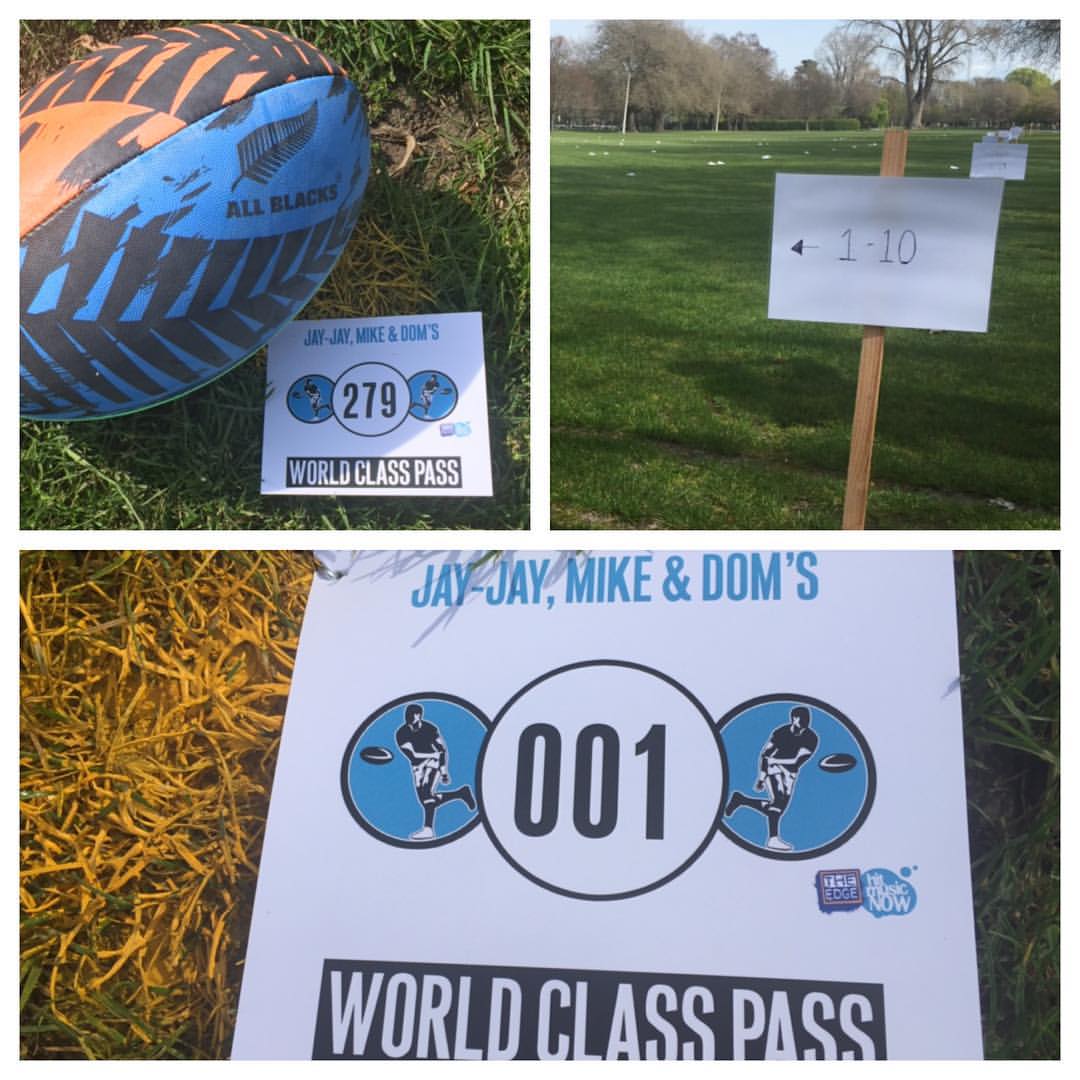 ALL BLACKS
JAY-JAY, MIKE & DOM'S
279
WORLD CLASS PASS
1-10
JAY-JAY, MIKE & DOM'S
001
THE
EDGE
hit
music
NOW
WORLD CLASS PASS